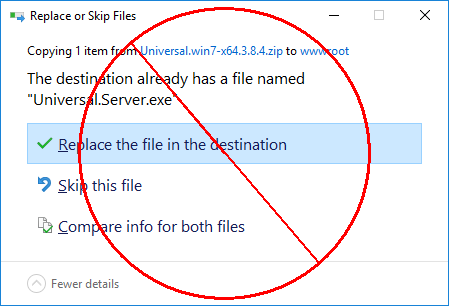 Replace or Skip Files
Copying 1 item from Universal.win7-x64.3.8.4.zip to wwwroot
The destination already has a file named
"Universal.Server.exe"
Replace the file in the destination
Skip this file
Compare info for both files
Fewer details